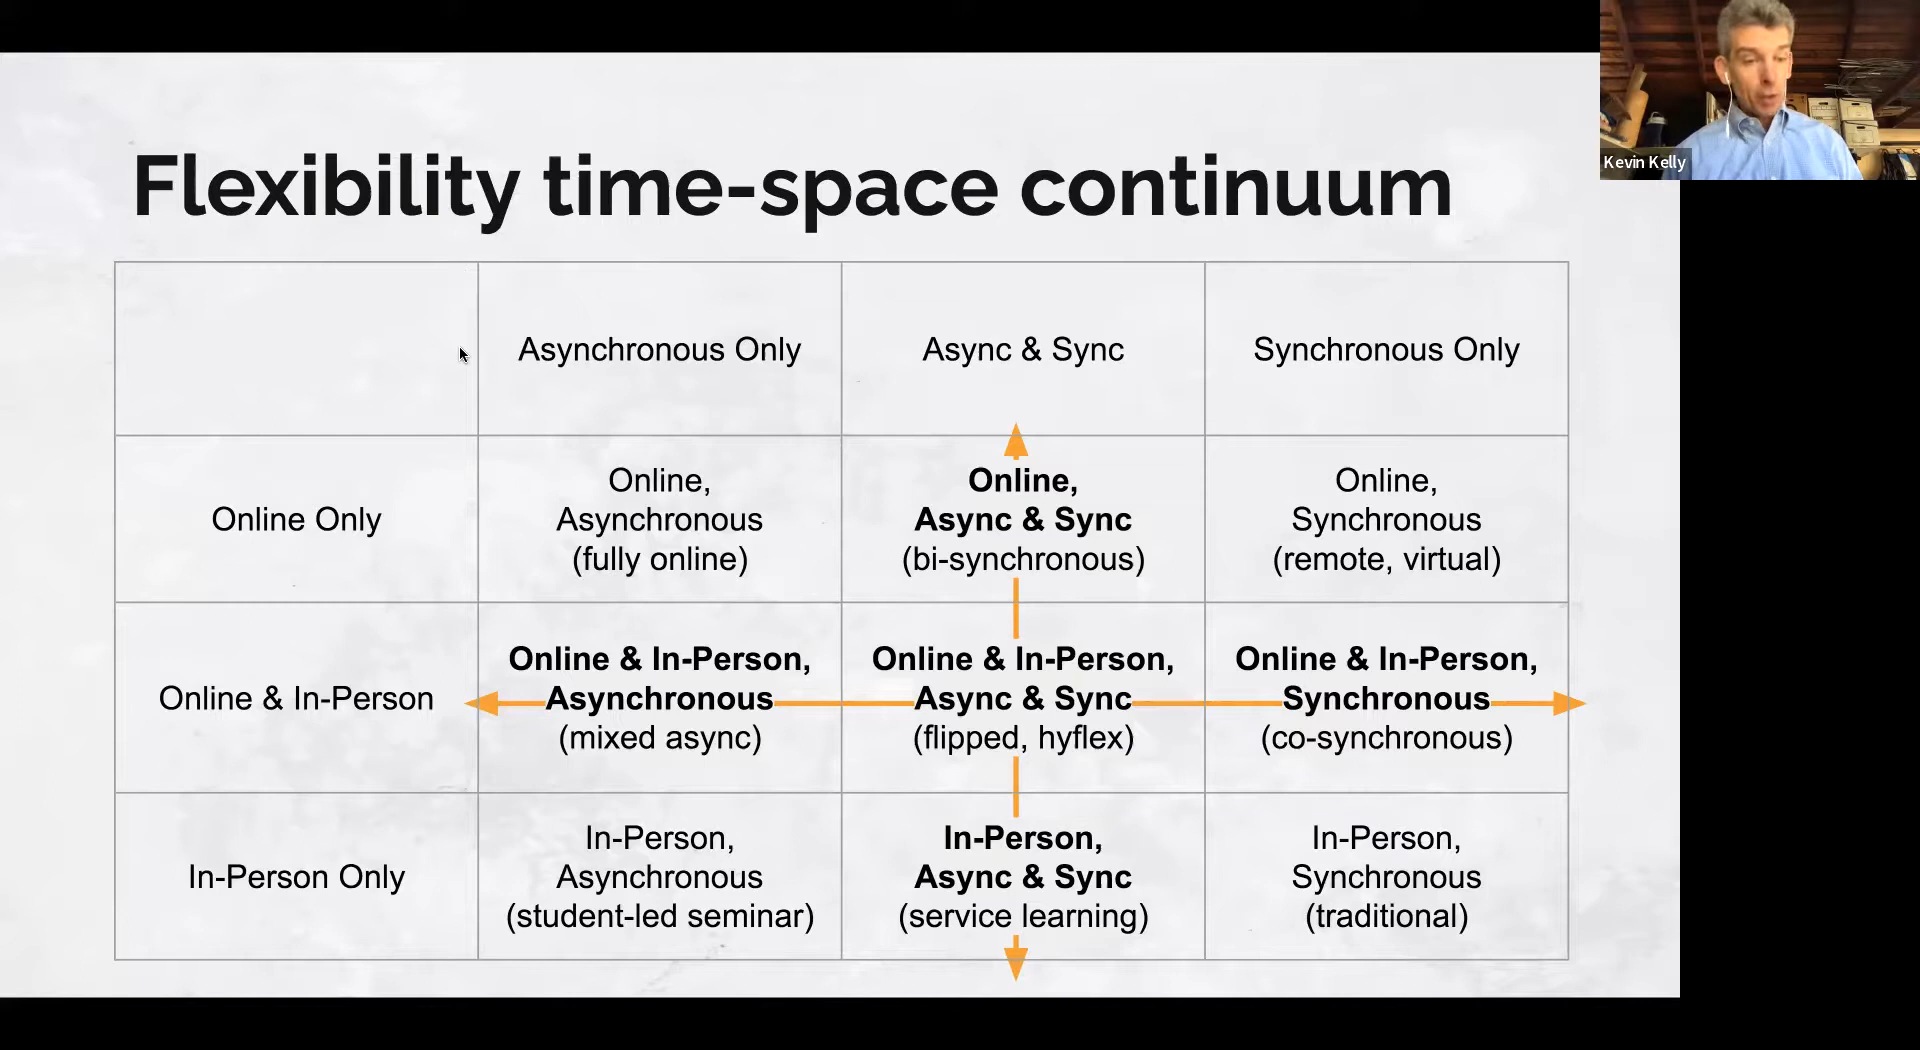 Kevin Kelly
Flexibility time-space continuum
Asynchronous Only
Async & Sync
Synchronous Only
Online Only
Online,
Asynchronous
(fully online)
Online,
Async & Sync
(bi-synchronous)
Online,
Synchronous
(remote, virtual)
Online & In-Person
Online & In-Person,
Asynchronous
(mixed async)
Online & In-Person,
Async & Sync
(flipped, hyflex)
Online & In-Person,
Synchronous
(co-synchronous)
In-Person Only
In-Person,
Asynchronous
(student-led seminar)
In-Person,
Async & Sync
(service learning)
In-Person,
Synchronous
(traditional)